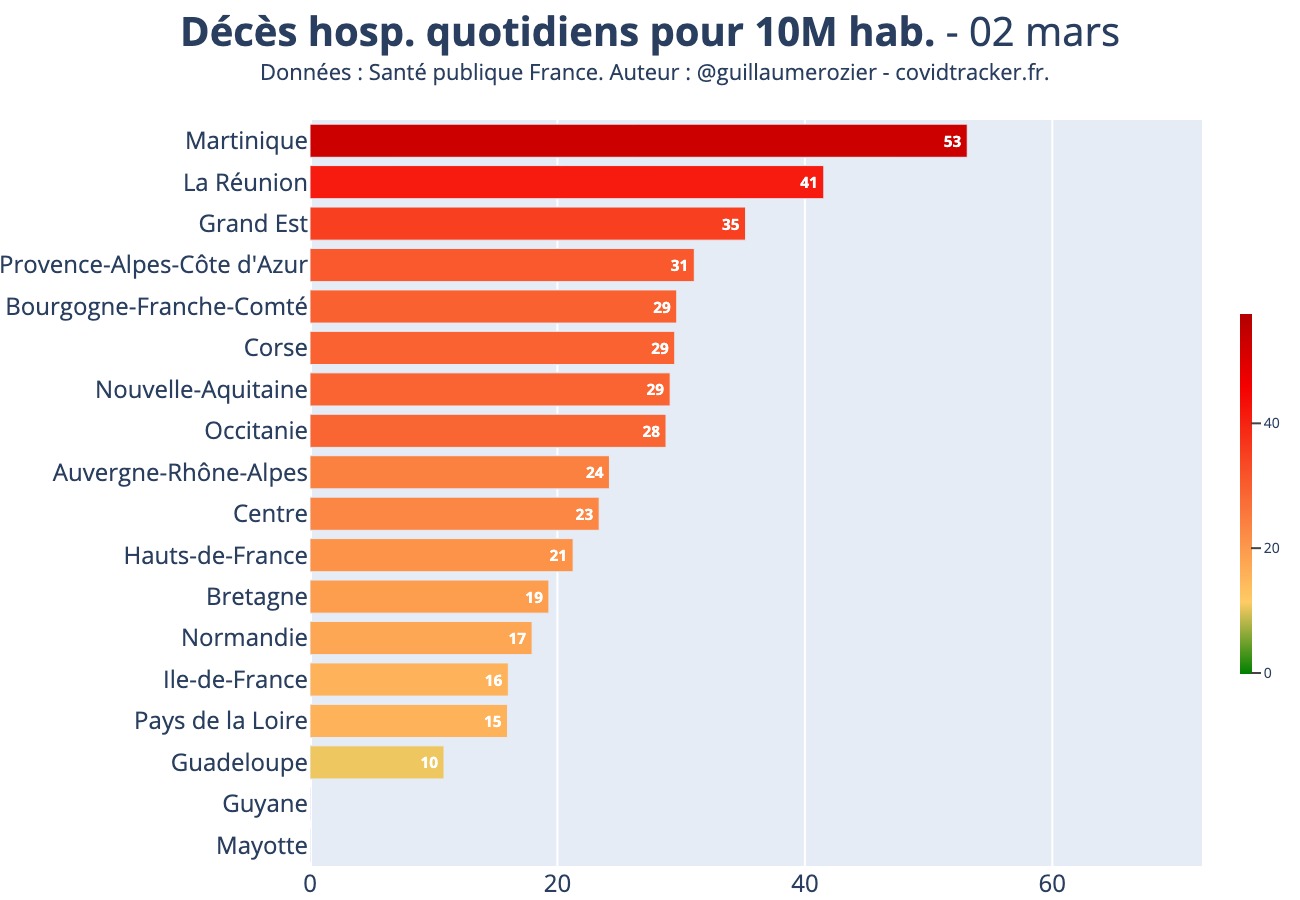 Décès hosp. quotidiens pour 10M hab. - 02 mars
Données : Santé publique France. Auteur : @guillaumerozier - covidtracker.fr.
Martinique 53
La Réunion 41
Grand Est 35
Provence-Alpes-Côte d'Azur 31
Bourgogne-Franche-Comté 29
Corse 29
Nouvelle-Aquitaine 29
Occitanie 28
Auvergne-Rhône-Alpes 24
Centre 23
Hauts-de-France 21
Bretagne 19
Normandie 17
Ile-de-France 16
Pays de la Loire 15
Guadeloupe 10
Guyane
Mayotte
0 20 40 60
40
20
0